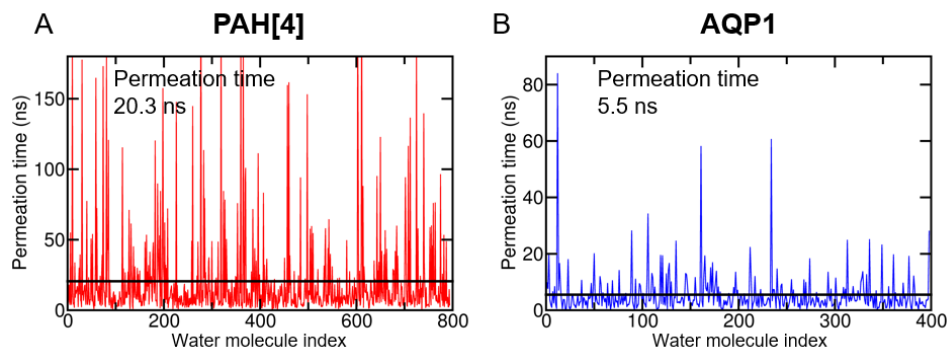 A
PAH[4]
Permeation time
20.3 ns
Permeation time (ns)
150
100
50
0
0
200
400
600
800
Water molecule index
B
AQP1
Permeation time
5.5 ns
Permeation time (ns)
80
60
40
20
0
0
100
200
300
400
Water molecule index